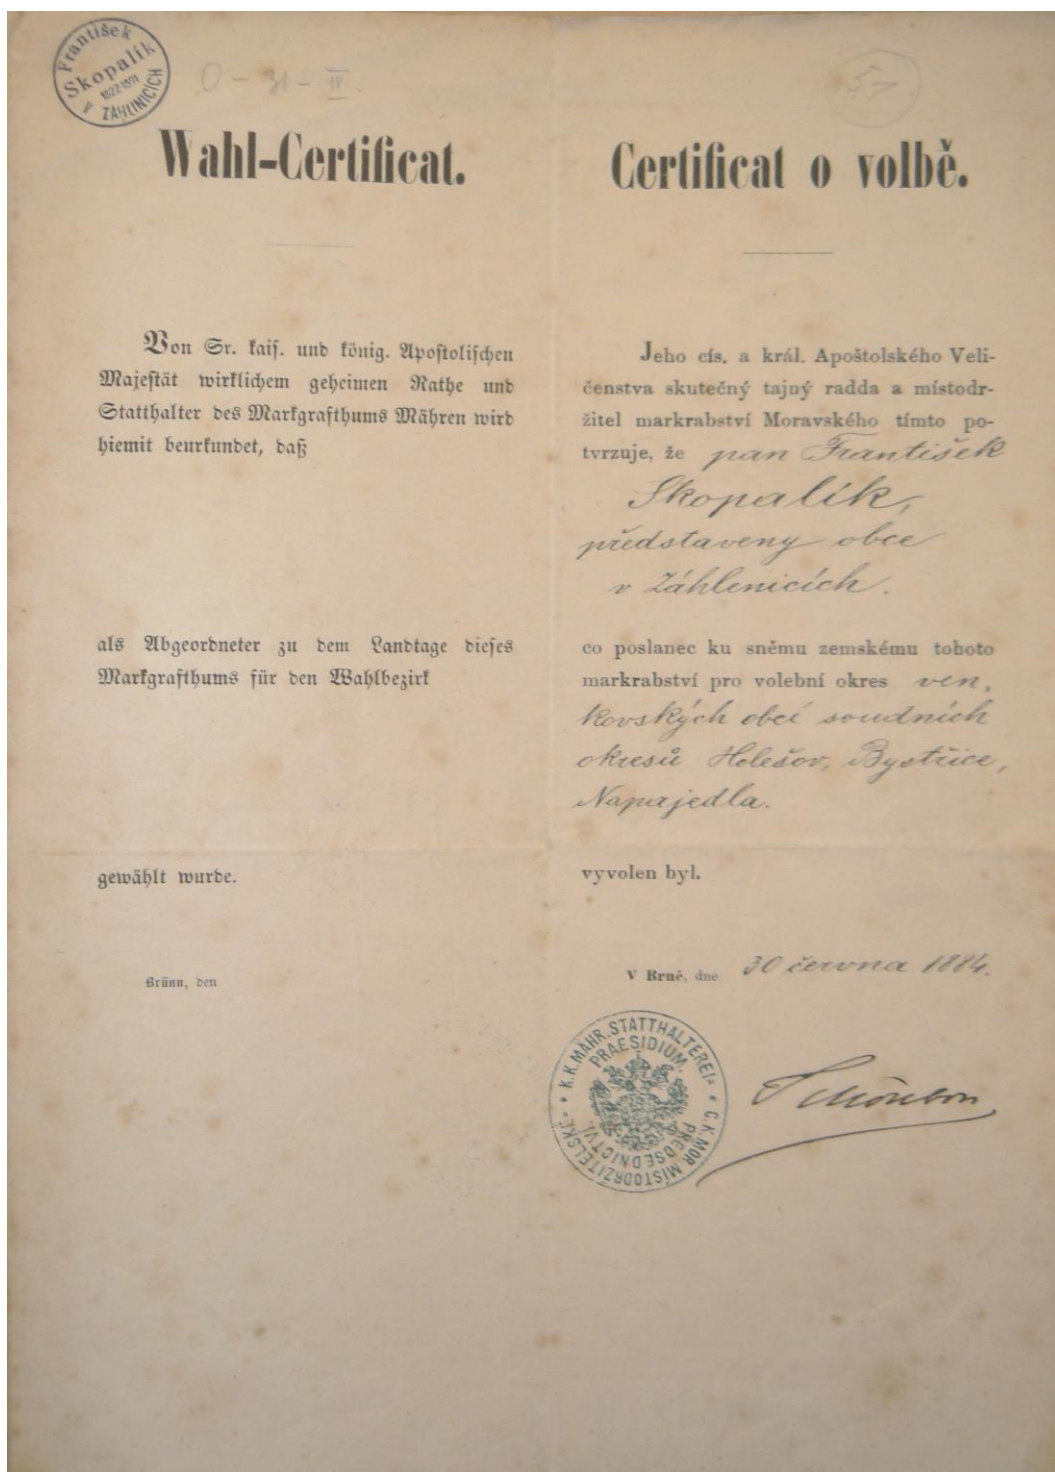 František
Skopalík
1822-1891
V ZÁHLINICÍCH
0 - 31 - IV.
51
Wahl-Certificat.
Von Sr. kais. und könig. Apostolischen
Majestät wirklichem geheimen Rathe und
Statthalter des Markgrafthums Mähren wird
hiemit beurkundet, daß
als Abgeordneter zu dem Landtage dieses
Markgrafthums für den Wahlbezirk
gewählt wurde.
Brünn, den
Certificat o volbě.
Jeho cís. a král. Apoštolského Veli-
čenstva skutečný tajný radda a místodr-
žitel markrabství Moravského tímto po-
tvrzuje, že pan František
Skopalík,
představeny obce
v Záhlenicích.
co poslanec ku sněmu zemskému tohoto
markrabství pro volební okres ven,
kovských obcí soudních
okresů Holešov, Bystřice,
Napajedla.
vyvolen byl.
V Brně, dne 30 června 1884.
K.K. MÄHR. STATTHALTEREI-
PRAESIDIUM.
C.K. MOR MÍSTODRŽITELSKÉ
PŘEDSEDNICTVÍ.
Schönborn